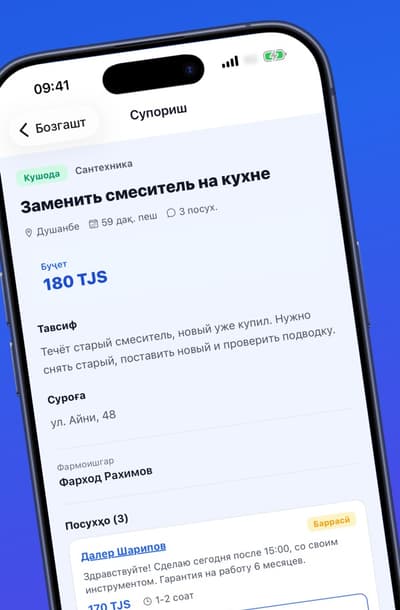 09:41
Бозгашт
Супориш
Кушода Сантехника
Заменить смеситель на кухне
Душанбе 59 дақ. пеш 3 посух.
Буҷет
180 TJS
Тавсиф
Течёт старый смеситель, новый уже купил. Нужно
снять старый, поставить новый и проверить подводку.
Суроға
ул. Айни, 48
Фармоишгар
Фарход Рахимов
Посухҳо (3)
Далер Шарипов Баррасӣ
Здравствуйте! Сделаю сегодня после 15:00, со своим
инструментом. Гарантия на работу 6 месяцев.
170 TJS 1-2 соат